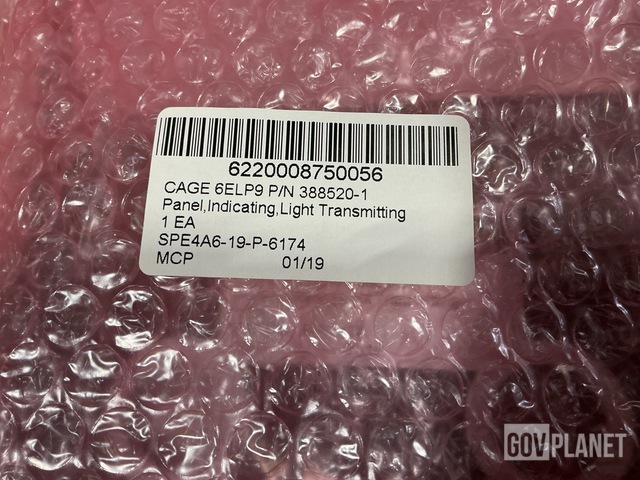 6220008750056
CAGE 6ELP9 P/N 388520-1
Panel,Indicating,Light Transmitting
1 EA
SPE4A6-19-P-6174
MCP 01/19
GOVPLANET